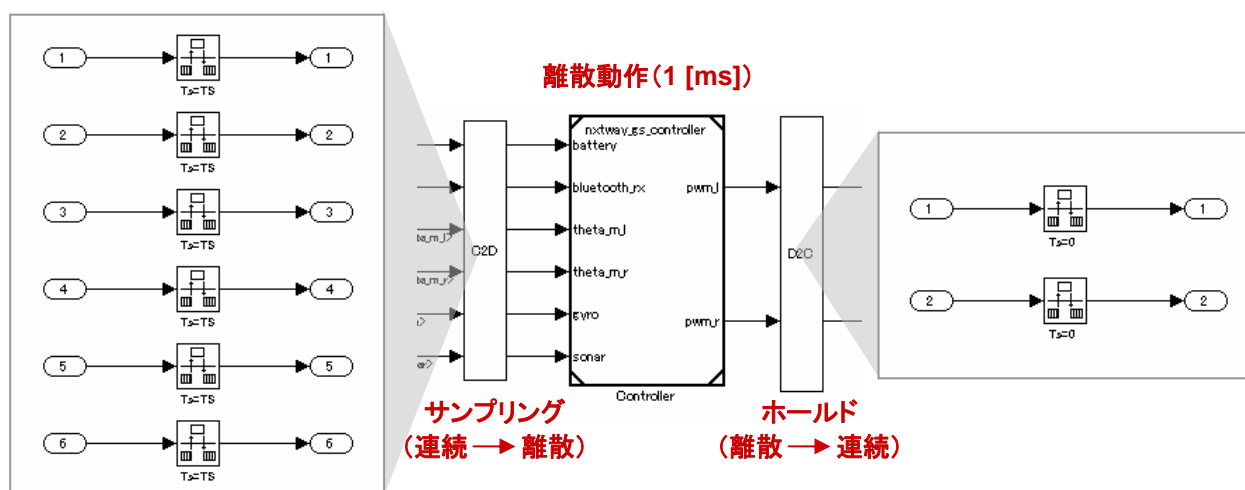 1 1
Ts=TS
2 2
Ts=TS
3 3
Ts=TS
4 4
Ts=TS
5 5
Ts=TS
6 6
Ts=TS
離散動作(1 [ms])
nxtway_gs_controller
battery
bluetooth_rx
theta_m_l
theta_m_r
gyro
sonar
pwm_l
pwm_r
Controller
C2D
D2C
ta_m_l>
ta_m_r>
サンプリング
(連続 → 離散)
ホールド
(離散 → 連続)
1 1
Ts=0
2 2
Ts=0